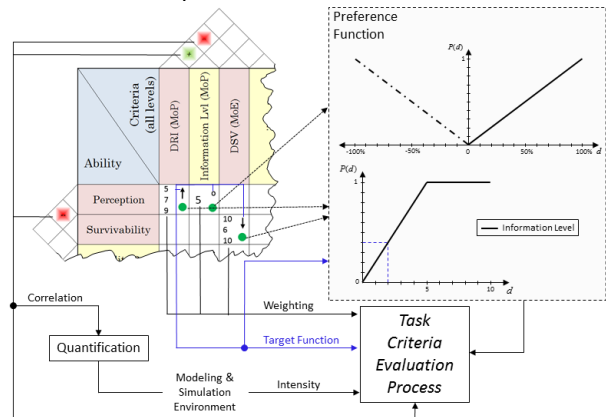 Preference
Function
P(d)
1
-100%
-50%
0
50%
100%
d
P(d)
1
0
5
10
d
Information Level
Criteria
(all levels)
Ability
DRI (MoP)
Information Lvl (MoP)
DSV (MoE)
Perception
Survivability
5
7
9
5
o
10
6
10
Correlation
Quantification
Weighting
Target Function
Modeling &
Simulation
Environment
Intensity
Task
Criteria
Evaluation
Process